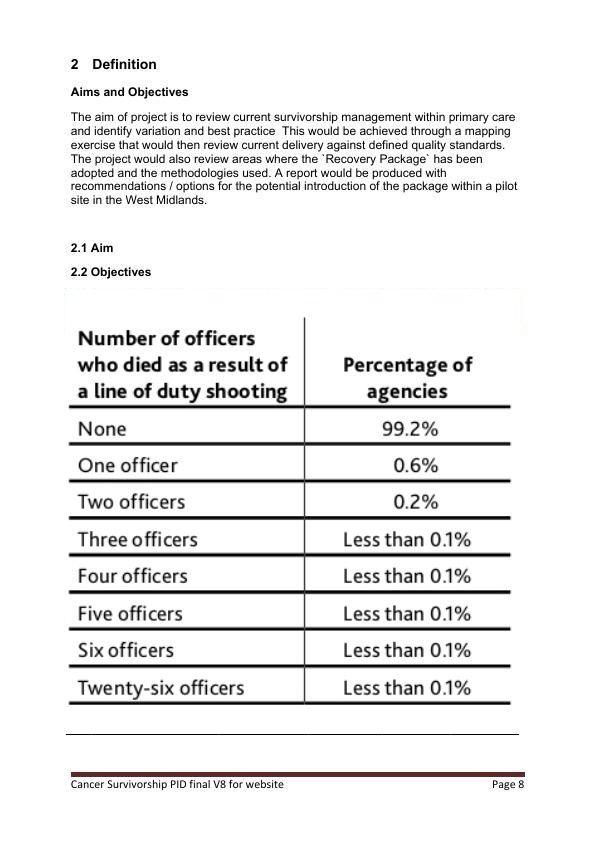 2 Definition
Aims and Objectives
The aim of project is to review current survivorship management within primary care
and identify variation and best practice  This would be achieved through a mapping
exercise that would then review current delivery against defined quality standards.
The project would also review areas where the `Recovery Package` has been
adopted and the methodologies used. A report would be produced with
recommendations / options for the potential introduction of the package within a pilot
site in the West Midlands.
2.1 Aim
2.2 Objectives
Number of officers
who died as a result of
a line of duty shooting
Percentage of
agencies
None 99.2%
One officer 0.6%
Two officers 0.2%
Three officers Less than 0.1%
Four officers Less than 0.1%
Five officers Less than 0.1%
Six officers Less than 0.1%
Twenty-six officers Less than 0.1%
Cancer Survivorship PID final V8 for website Page 8